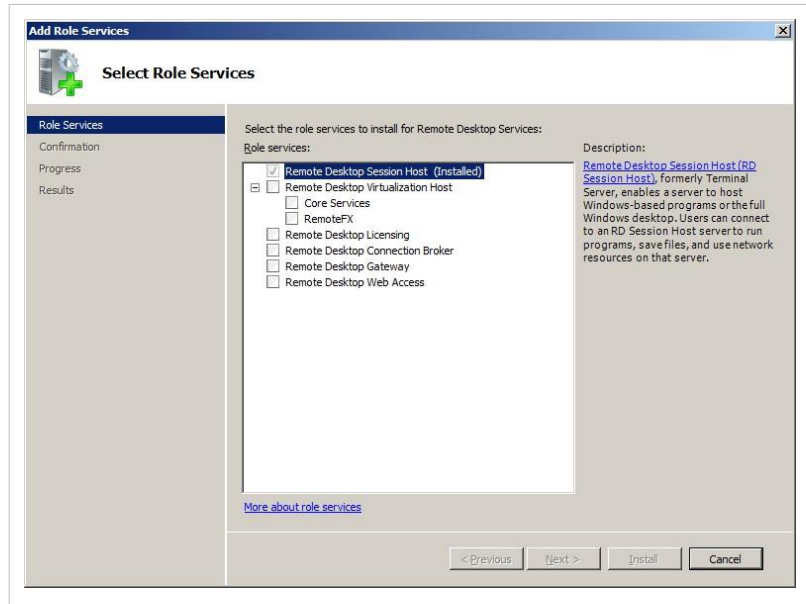 Add Role Services
Select Role Services
Role Services
Confirmation
Progress
Results
Select the role services to install for Remote Desktop Services:
Role services:
Remote Desktop Session Host (Installed)
Remote Desktop Virtualization Host
Core Services
RemoteFX
Remote Desktop Licensing
Remote Desktop Connection Broker
Remote Desktop Gateway
Remote Desktop Web Access
More about role services
Description:
Remote Desktop Session Host (RD
Session Host), formerly Terminal
Server, enables a server to host
Windows-based programs or the full
Windows desktop. Users can connect
to an RD Session Host server to run
programs, save files, and use network
resources on that server.
< Previous
Next >
Install
Cancel